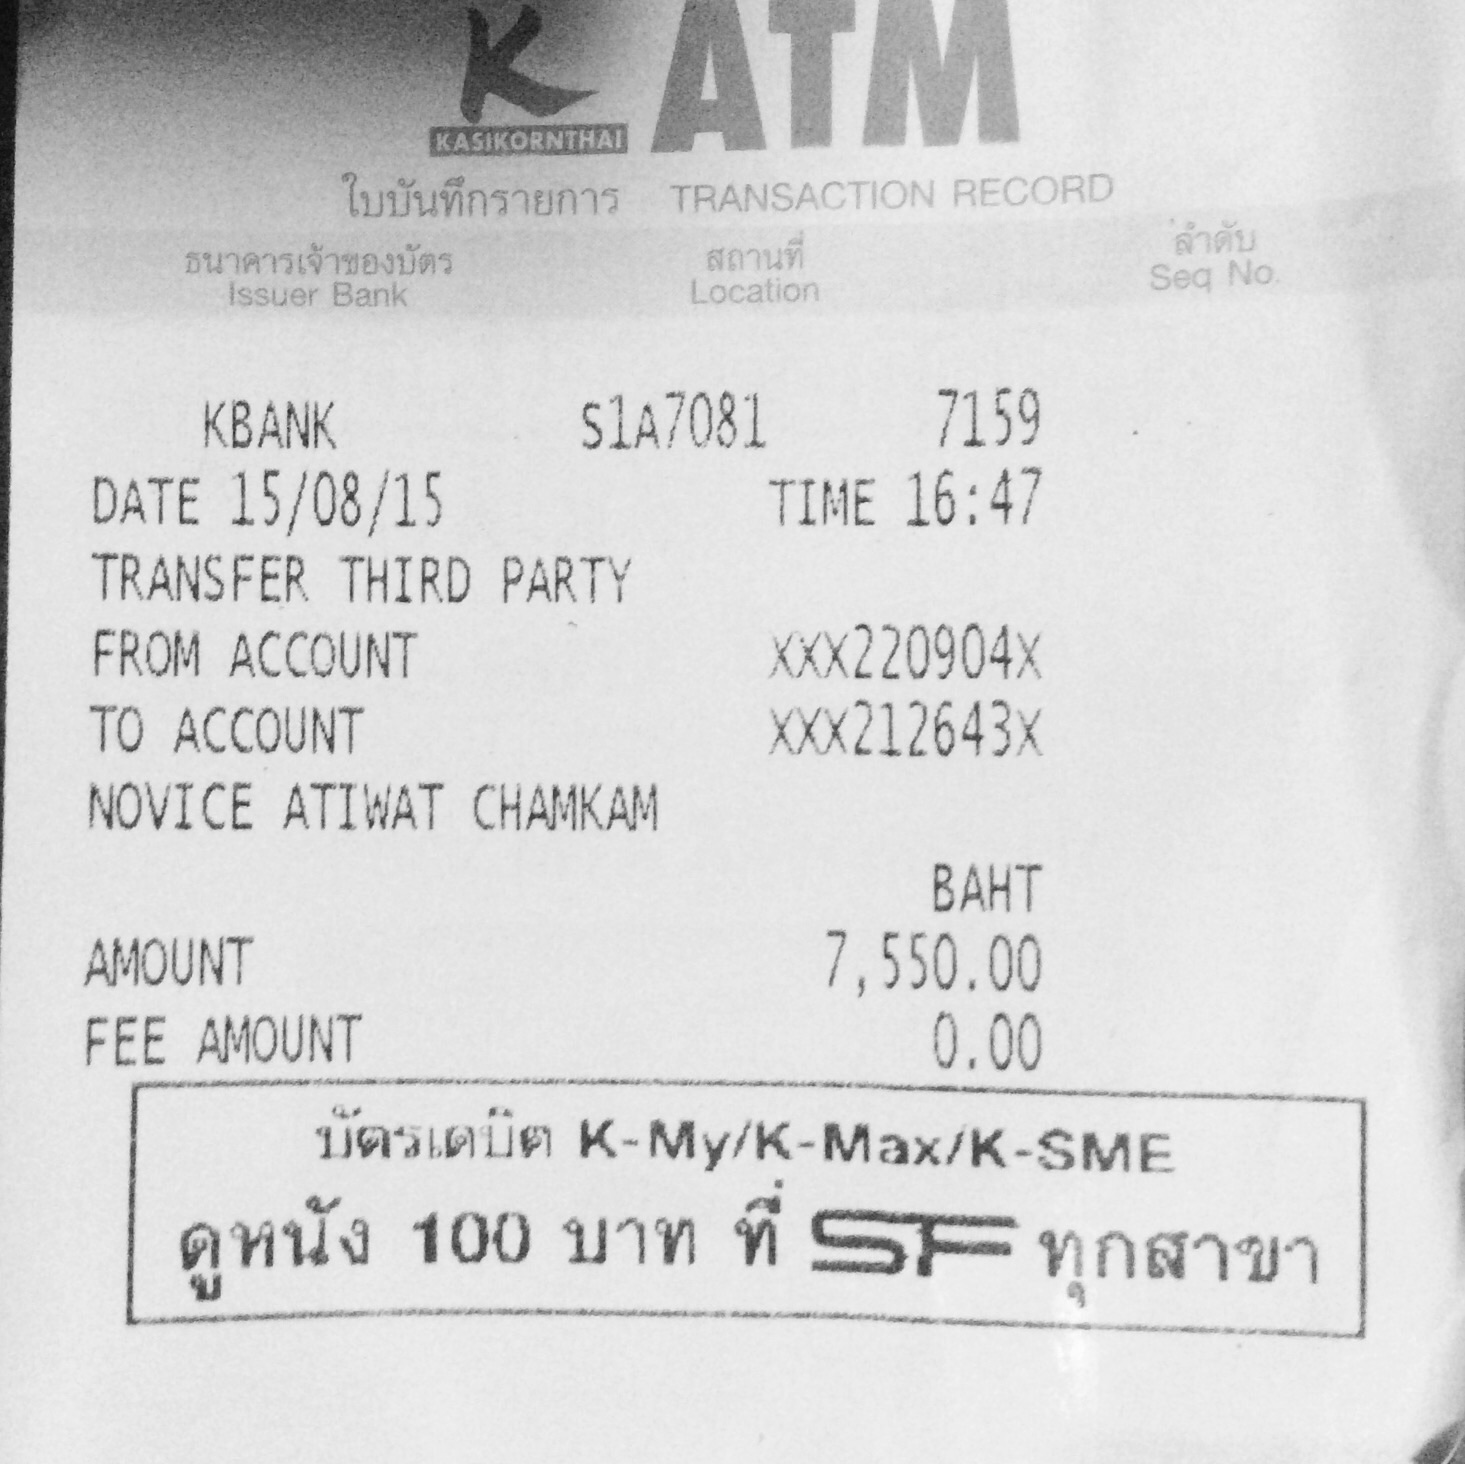 K ATM
KASIKORNTHAI
ใบบันทึกรายการ TRANSACTION RECORD
ธนาคารเจ้าของบัตร สถานที่ ลำดับ
Issuer Bank Location Seq No.
KBANK S1A7081 7159
DATE 15/08/15 TIME 16:47
TRANSFER THIRD PARTY
FROM ACCOUNT XXX220904X
TO ACCOUNT XXX212643X
NOVICE ATIWAT CHAMKAM
BAHT
AMOUNT 7,550.00
FEE AMOUNT 0.00
บัตรเดบิต K-My/K-Max/K-SME
ดูหนัง 100 บาท ที่ SF ทุกสาขา